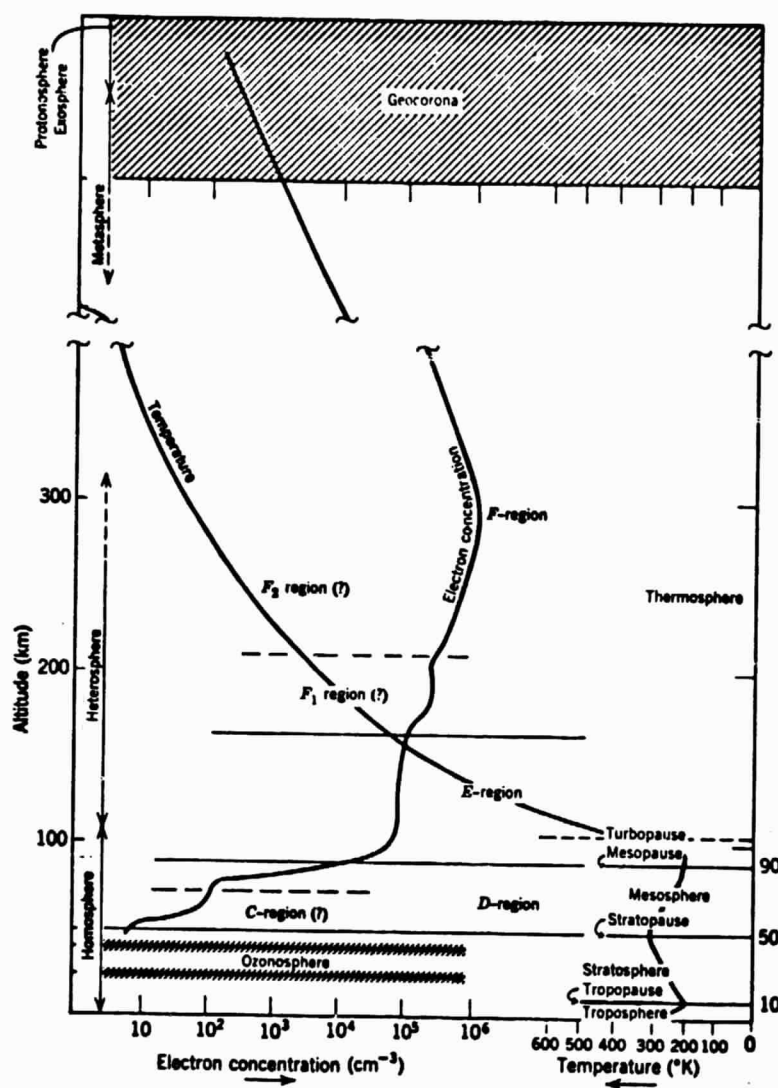 Protonosphere
Exosphere
Geocorona
Metasphere
Temperature
300
Electron concentration
F-region
F₂ region (?)
Thermosphere
Altitude (km)
Heterosphere
200
F₁ region (?)
E-region
100
Turbopause
Mesopause
90
Mesosphere
C-region (?)
D-region
Homosphere
Stratopause
50
Ozonosphere
Stratosphere
Tropopause
10
Troposphere
10 10² 10³ 10⁴ 10⁵ 10⁶ 600 500 400 300 200 100 0
Electron concentration (cm⁻³)
Temperature (°K)